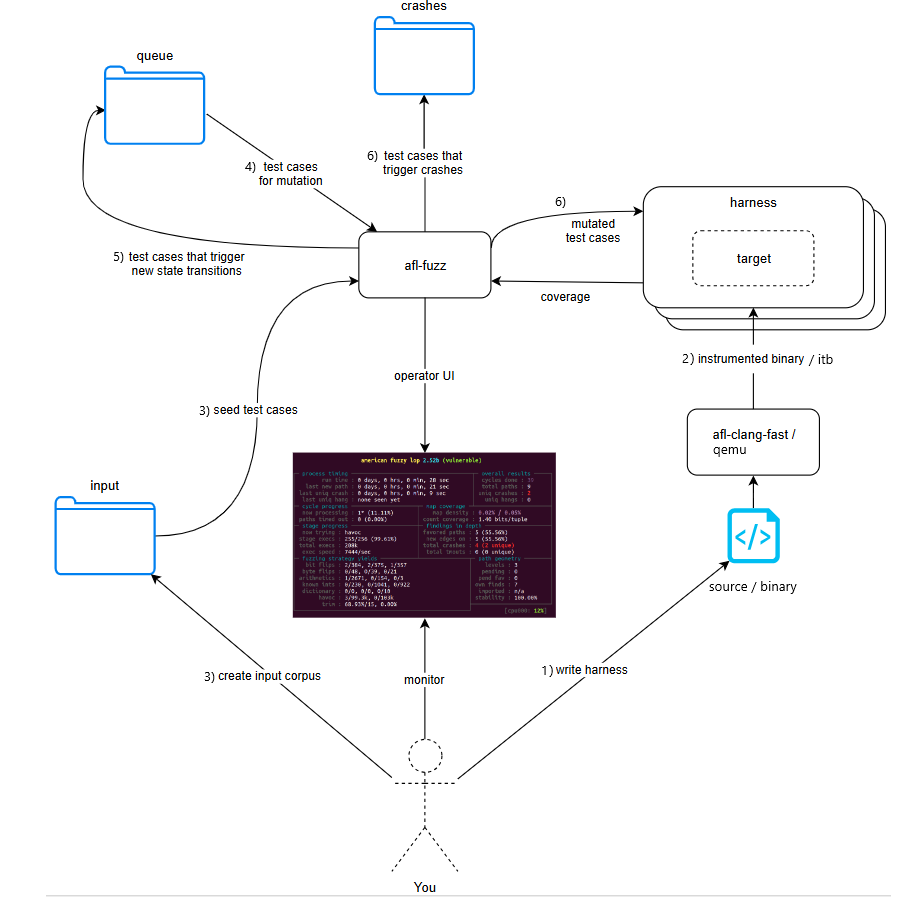 crashes
queue
6) test cases that
trigger crashes
4) test cases
for mutation
6)
mutated
test cases
harness
target
5) test cases that trigger
new state transitions
afl-fuzz
coverage
2) instrumented binary / itb
operator UI
3) seed test cases
afl-clang-fast /
qemu
american fuzzy lop 2.52b (vulnerable)
process timing
overall results
run time : 0 days, 0 hrs, 0 min, 28 sec
cycles done : 39
last new path : 0 days, 0 hrs, 0 min, 21 sec
total paths : 9
last uniq crash : 0 days, 0 hrs, 0 min, 9 sec
uniq crashes : 2
last uniq hang : none seen yet
uniq hangs : 0
cycle progress
map coverage
now processing : 1* (11.11%)
map density : 0.02% / 0.05%
paths timed out : 0 (0.00%)
count coverage : 1.40 bits/tuple
stage progress
findings in depth
now trying : havoc
favored paths : 5 (55.56%)
stage execs : 255/256 (99.61%)
new edges on : 5 (55.56%)
total execs : 208k
total crashes : 4 (2 unique)
exec speed : 7444/sec
total tmouts : 0 (0 unique)
fuzzing strategy yields
path geometry
bit flips : 2/384, 2/375, 1/357
levels : 3
byte flips : 0/48, 0/39, 0/21
pending : 0
arithmetics : 1/2671, 0/154, 0/3
pend fav : 0
known ints : 0/230, 0/1041, 0/922
own finds : 7
dictionary : 0/0, 0/0, 0/10
imported : n/a
havoc : 3/99.3k, 0/103k
stability : 100.00%
trim : 68.93%/15, 0.00%
[cpu000: 12%]
input
source / binary
3) create input corpus
monitor
1) write harness
You